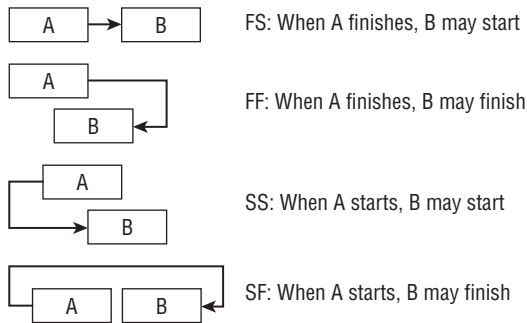 A B FS: When A finishes, B may start
A
B FF: When A finishes, B may finish
A
B SS: When A starts, B may start
A B SF: When A starts, B may finish